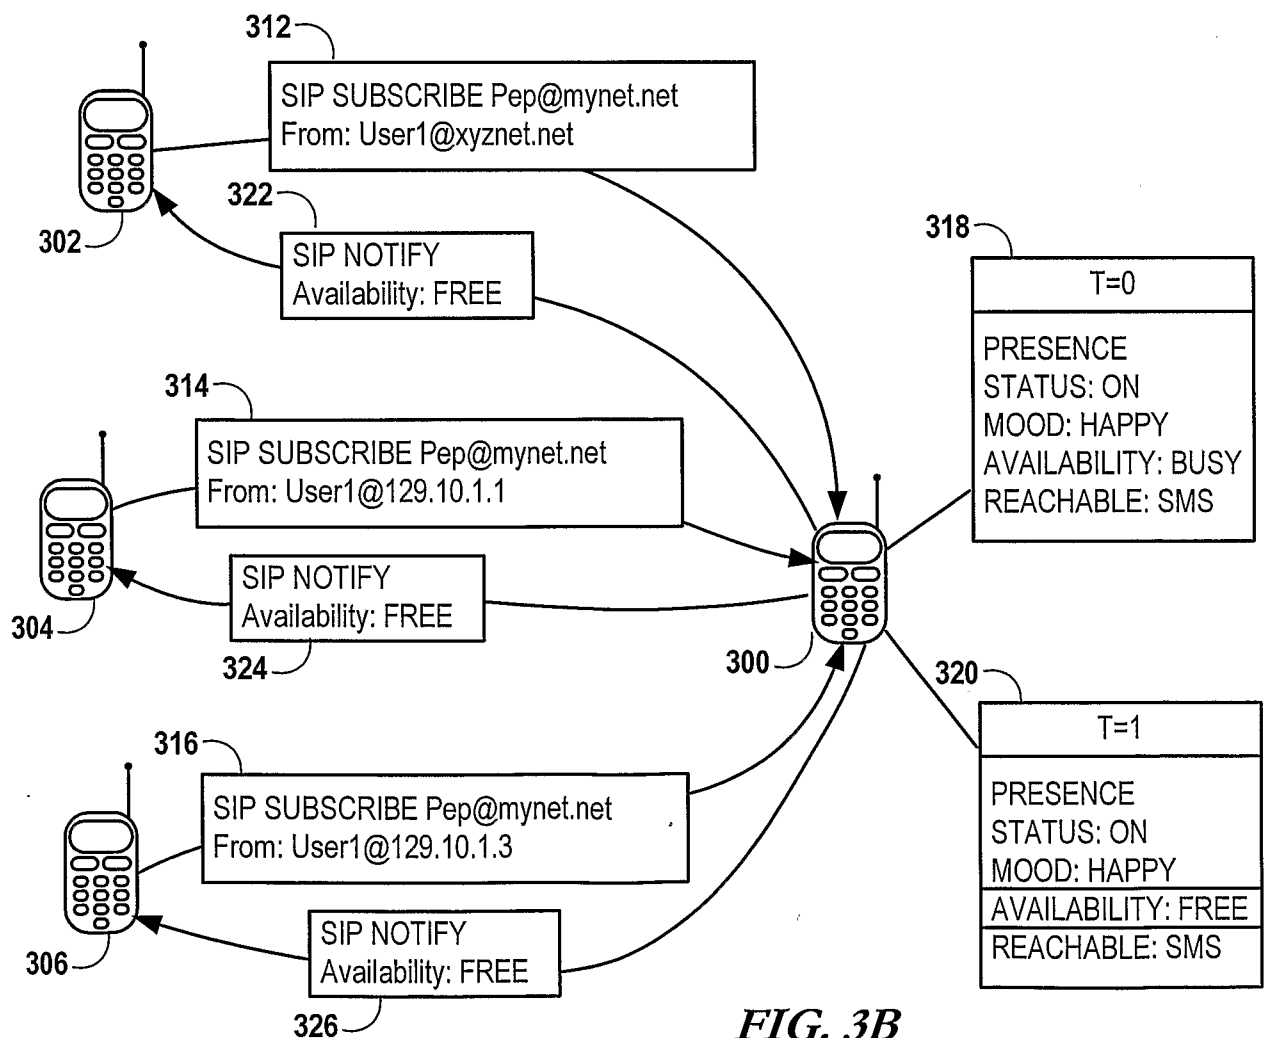 312
SIP SUBSCRIBE Pep@mynet.net
From: User1@xyznet.net
302
322
SIP NOTIFY
Availability: FREE
318
T=0
PRESENCE
STATUS: ON
MOOD: HAPPY
AVAILABILITY: BUSY
REACHABLE: SMS
314
SIP SUBSCRIBE Pep@mynet.net
From: User1@129.10.1.1
304
SIP NOTIFY
Availability: FREE
324
300
320
T=1
PRESENCE
STATUS: ON
MOOD: HAPPY
AVAILABILITY: FREE
REACHABLE: SMS
316
SIP SUBSCRIBE Pep@mynet.net
From: User1@129.10.1.3
306
SIP NOTIFY
Availability: FREE
326
FIG. 3B